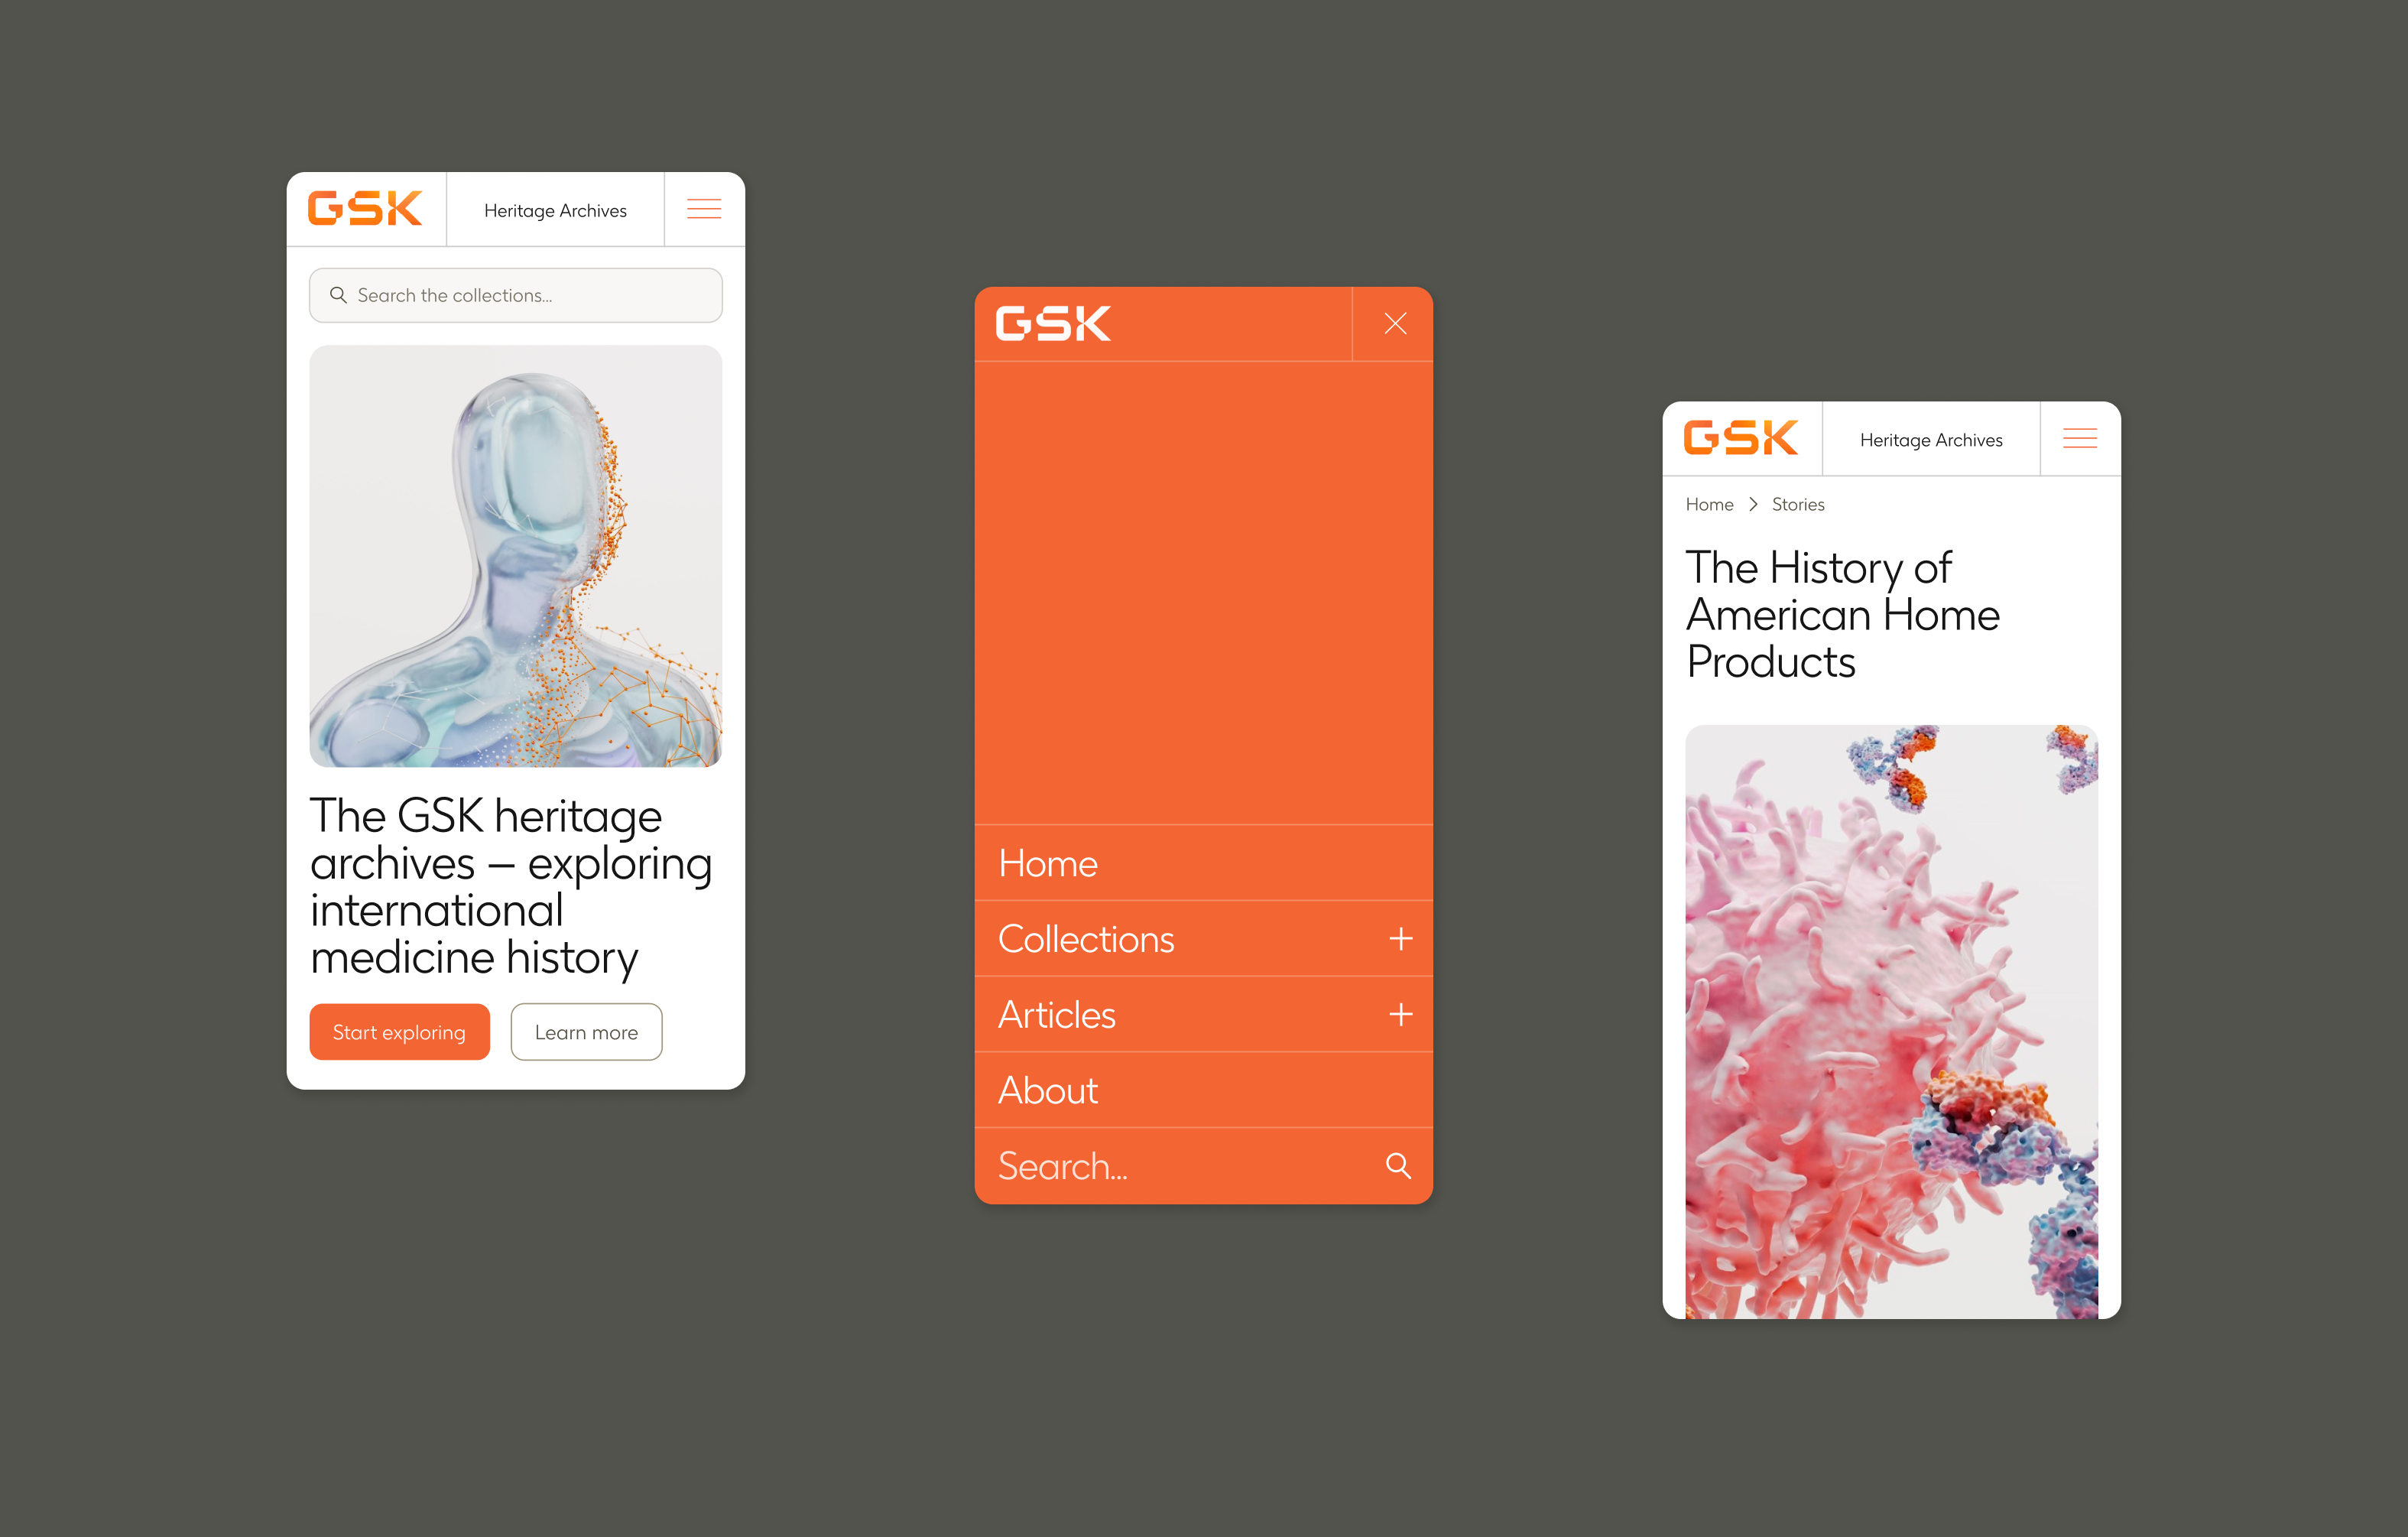 GSK
Heritage Archives
Search the collections...
The GSK heritage
archives – exploring
international
medicine history
Start exploring
Learn more
GSK
Home
Collections
Articles
About
Search...
GSK
Heritage Archives
Home > Stories
The History of
American Home
Products